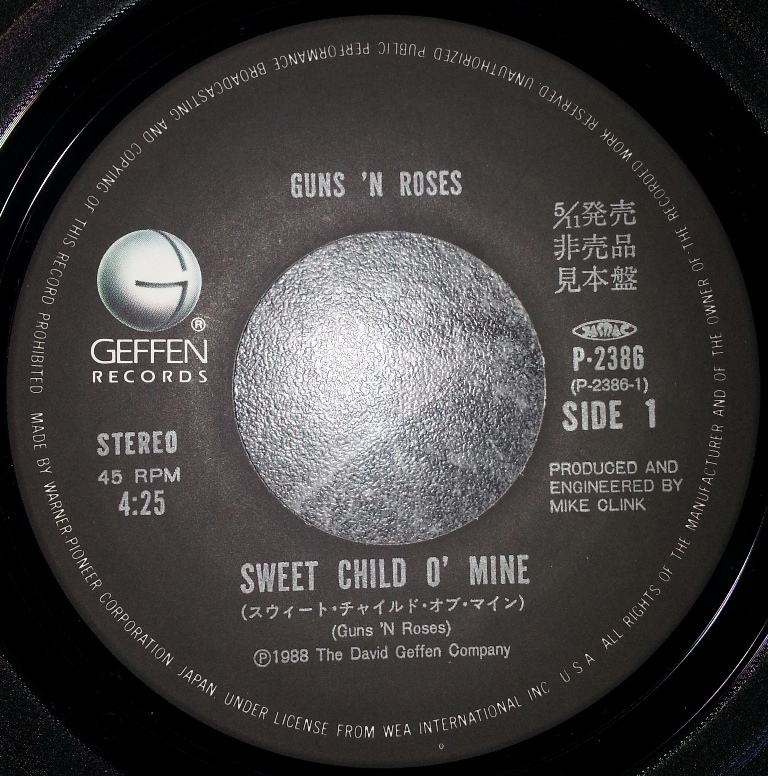 GUNS 'N ROSES
5/11発売
非売品
見本盤
GEFFEN
RECORDS
®
STEREO
45 RPM
4:25
JASRAC
P-2386
(P-2386-1)
SIDE 1
PRODUCED AND
ENGINEERED BY
MIKE CLINK
SWEET CHILD O' MINE
(スウィート・チャイルド・オブ・マイン)
(Guns 'N Roses)
Ⓟ1988 The David Geffen Company
MADE BY WARNER-PIONEER CORPORATION JAPAN UNDER LICENSE FROM WEA INTERNATIONAL INC U.S.A ALL RIGHTS OF THE MANUFACTURER AND OF THE OWNER OF THE RECORDED WORK RESERVED UNAUTHORIZED PUBLIC PERFORMANCE BROADCASTING AND COPYING OF THIS RECORD PROHIBITED